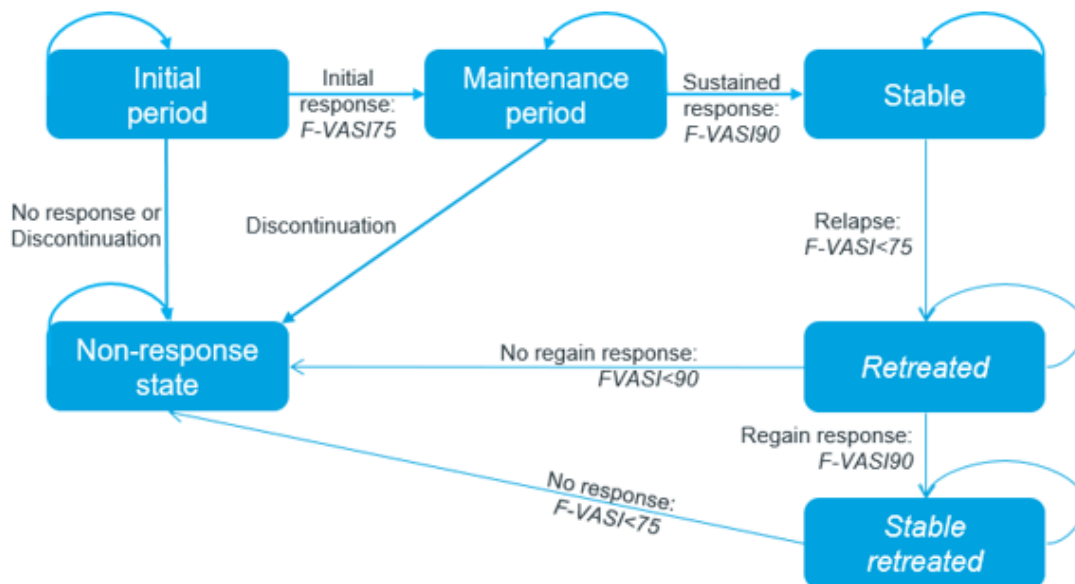 Initial
period
Initial
response:
F-VASI75
Maintenance
period
Sustained
response:
F-VASI90
Stable
No response or
Discontinuation
Discontinuation
Relapse:
F-VASI<75
Non-response
state
No regain response:
FVASI<90
Retreated
Regain response:
F-VASI90
No response:
F-VASI<75
Stable
retreated